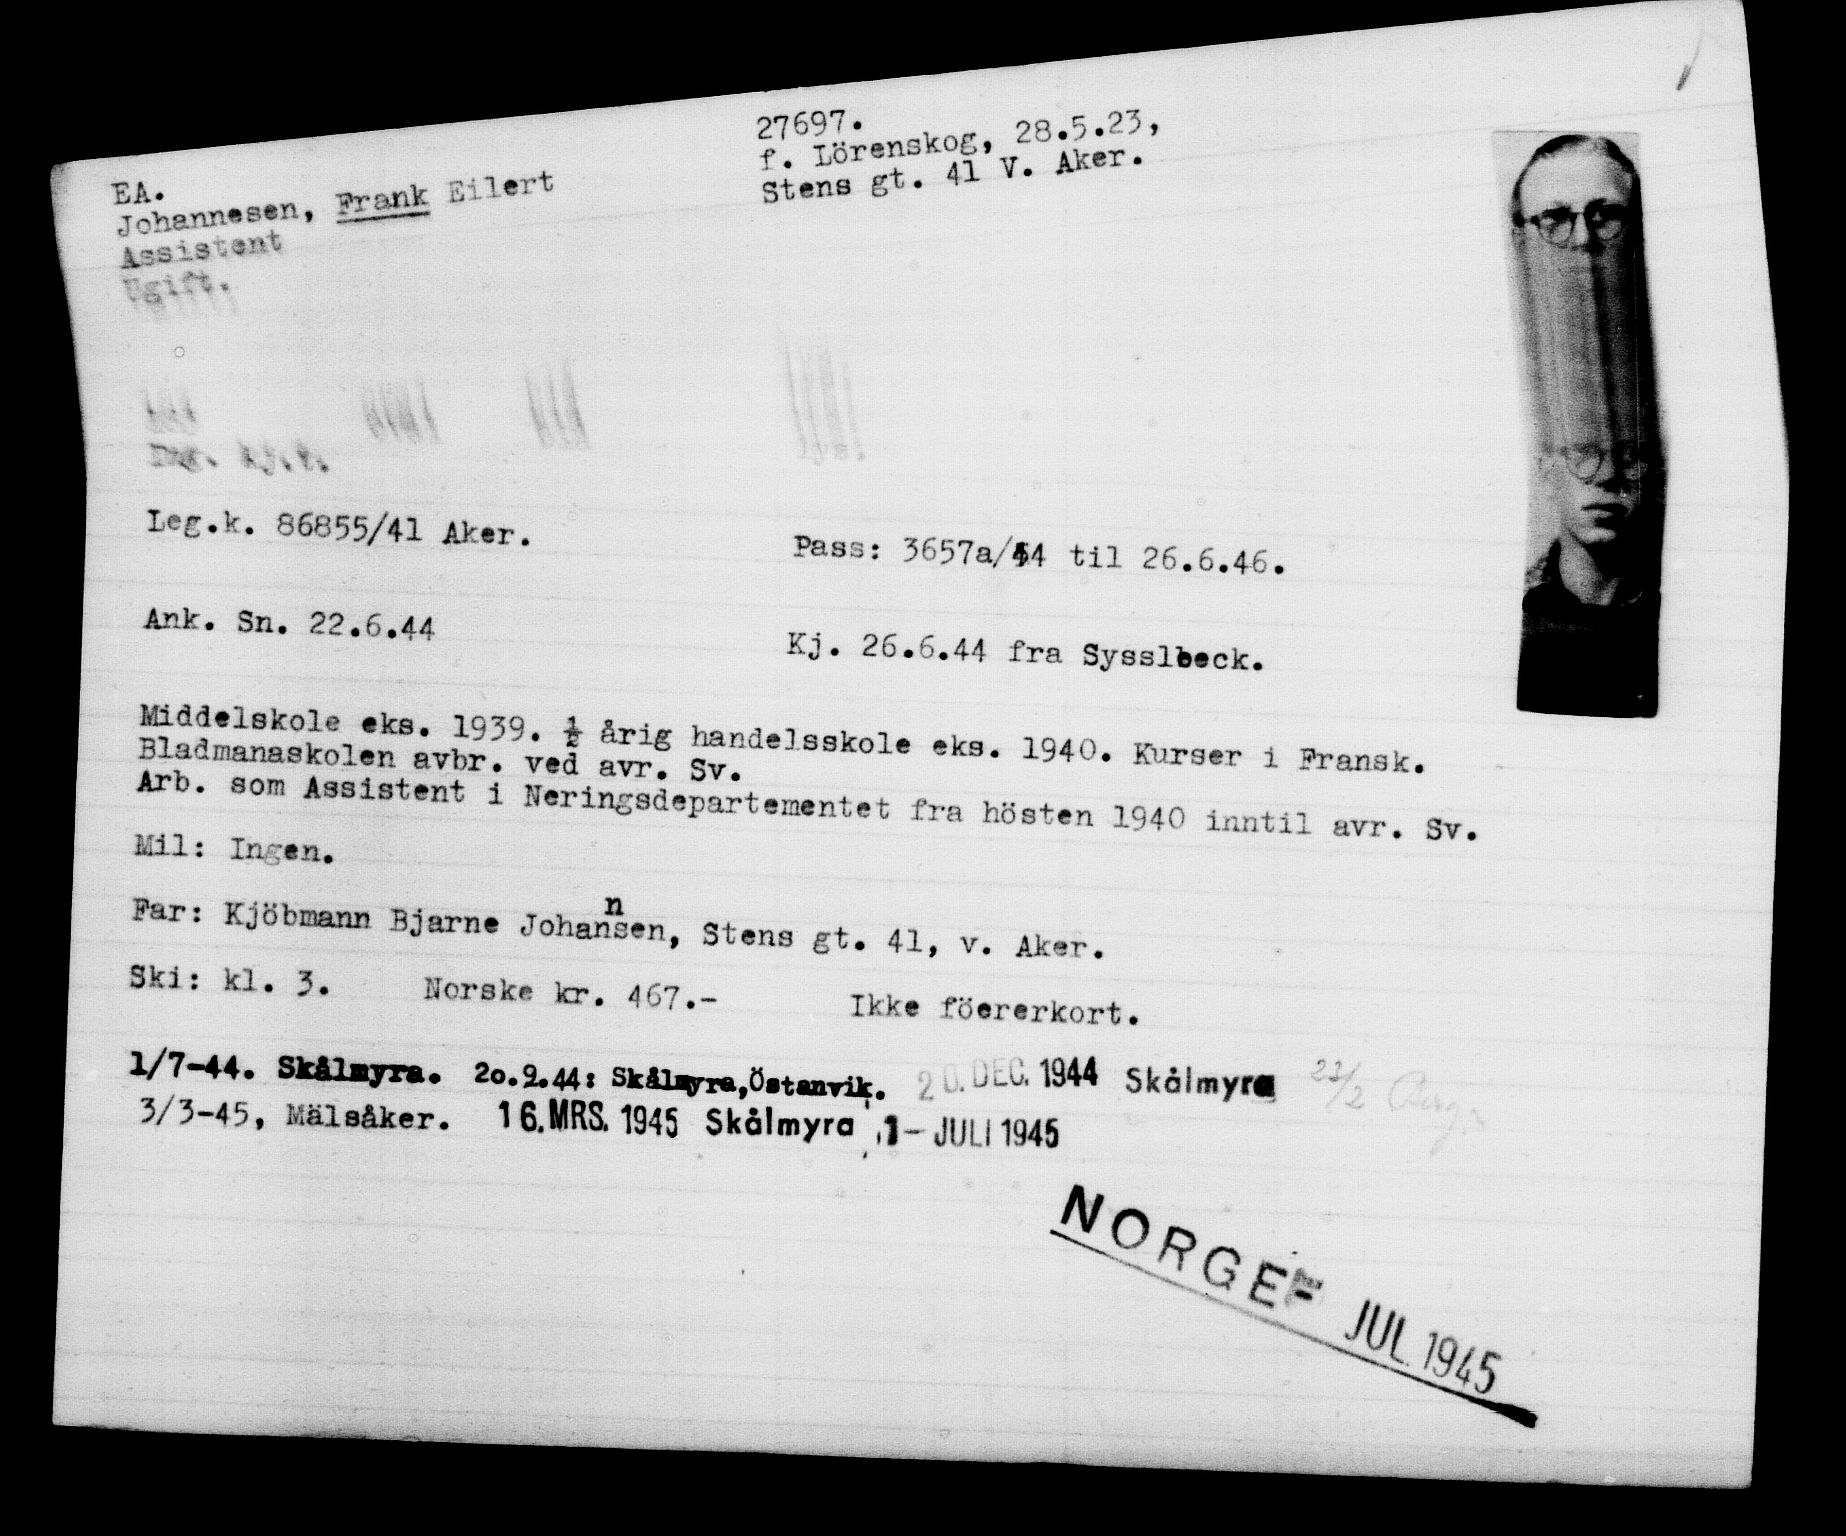 27697.
EA.
f. Lörenskog, 28.5.23,
Johannesen, Frank Eilert
Stens gt. 41 V. Aker.
Assistent
Ugift.
Leg.k. 86855/41 Aker.
Pass: 3657a/44 til 26.6.46.
Ank. Sn. 22.6.44
Kj. 26.6.44 fra Sysslbeck.
Middelskole eks. 1939. ½ årig handelsskole eks. 1940. Kurser i Fransk.
Bladmanaskolen avbr. ved avr. Sv.
Arb. som Assistent i Neringsdepartementet fra hösten 1940 inntil avr. Sv.
Mil: Ingen.
Far: Kjöbmann Bjarne Johannsen, Stens gt. 41, v. Aker.
Ski: kl. 3. Norske kr. 467.- Ikke föererkort.
1/7-44. Skålmyra. 20.9.44: Skålmyra, Östanvik. 20. DEC. 1944 Skålmyra 23/2
3/3-45, Mälsåker. 16. MRS. 1945 Skålmyra 1- JULI 1945
NORGE JUL. 1945